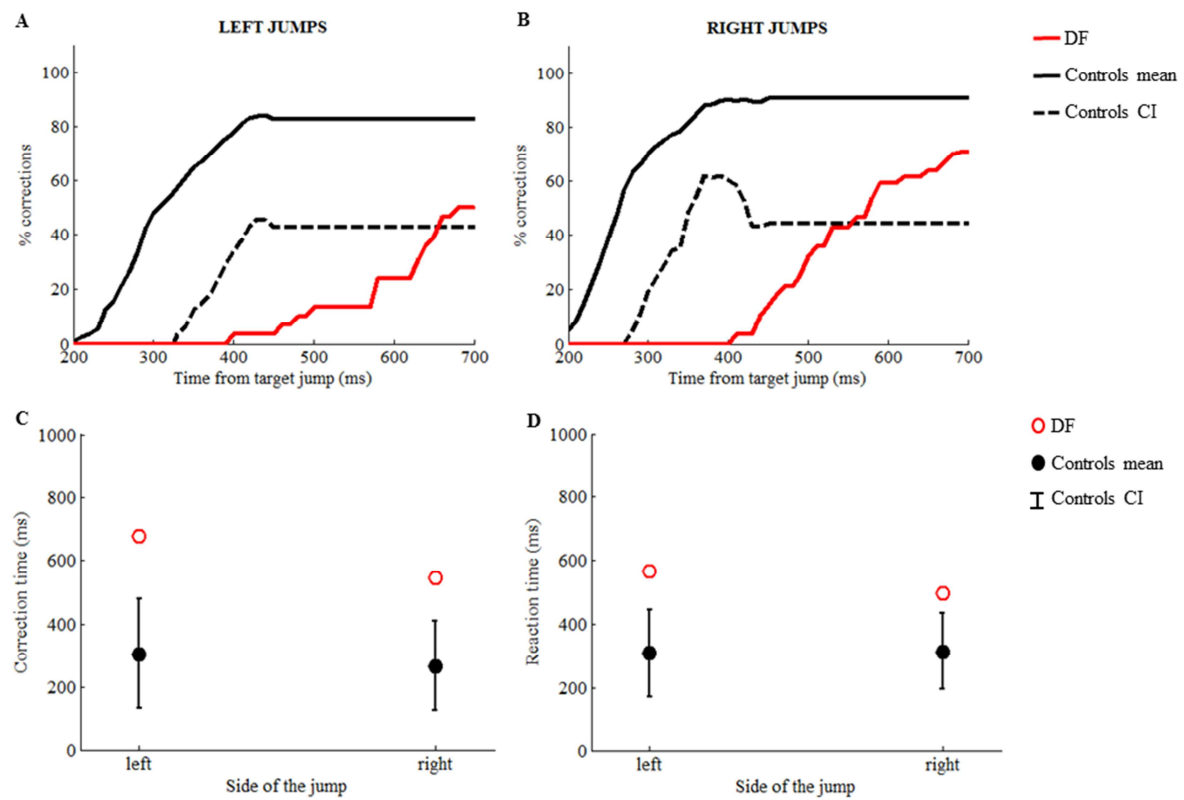 A
LEFT JUMPS
100
80
60
40
20
0
% corrections
200 300 400 500 600 700
Time from target jump (ms)
B
RIGHT JUMPS
100
80
60
40
20
0
% corrections
200 300 400 500 600 700
Time from target jump (ms)
DF
Controls mean
Controls CI
C
1000
800
600
400
200
0
Correction time (ms)
left right
Side of the jump
D
1000
800
600
400
200
0
Reaction time (ms)
left right
Side of the jump
DF
Controls mean
Controls CI